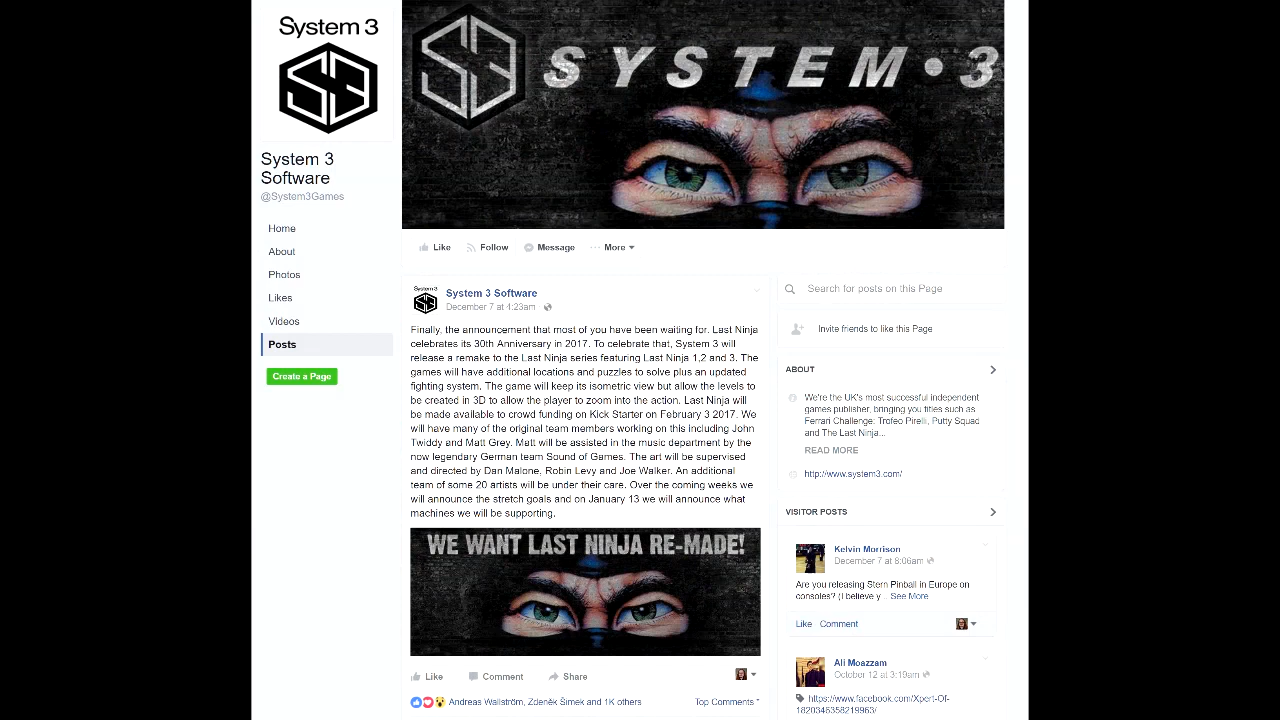 System 3
SYSTEM•3
System 3
Software
@System3Games
Home
About
Photos
Likes
Videos
Posts
Create a Page
Like
Follow
Message
More
System 3
System 3 Software
December 7 at 4:23am
Finally, the announcement that most of you have been waiting for. Last Ninja
celebrates its 30th Anniversary in 2017. To celebrate that, System 3 will
release a remake to the Last Ninja series featuring Last Ninja 1,2 and 3. The
games will have additional locations and puzzles to solve plus an updated
fighting system. The game will keep its isometric view but allow the levels to
be created in 3D to allow the player to zoom into the action. Last Ninja will
be made available to crowd funding on Kick Starter on February 3 2017. We
will have many of the original team members working on this including John
Twiddy and Matt Grey. Matt will be assisted in the music department by the
now legendary German team Sound of Games. The art will be supervised
and directed by Dan Malone, Robin Levy and Joe Walker. An additional
team of some 20 artists will be under their care. Over the coming weeks we
will announce the stretch goals and on January 13 we will announce what
machines we will be supporting.
WE WANT LAST NINJA RE-MADE!
Like
Comment
Share
Andreas Wallström, Zdeněk Šimek and 1K others
Top Comments
Search for posts on this Page
Invite friends to like this Page
ABOUT
We're the UK's most successful independent
games publisher, bringing you titles such as
Ferrari Challenge: Trofeo Pirelli, Putty Squad
and The Last Ninja...
READ MORE
http://www.system3.com/
VISITOR POSTS
Kelvin Morrison
December 7 at 8:06am
Are you releasing Stern Pinball in Europe on
consoles? (I believe y... See More
Like Comment
Ali Moazzam
October 12 at 3:19am
https://www.facebook.com/Xpert-Of-
1820346358219963/